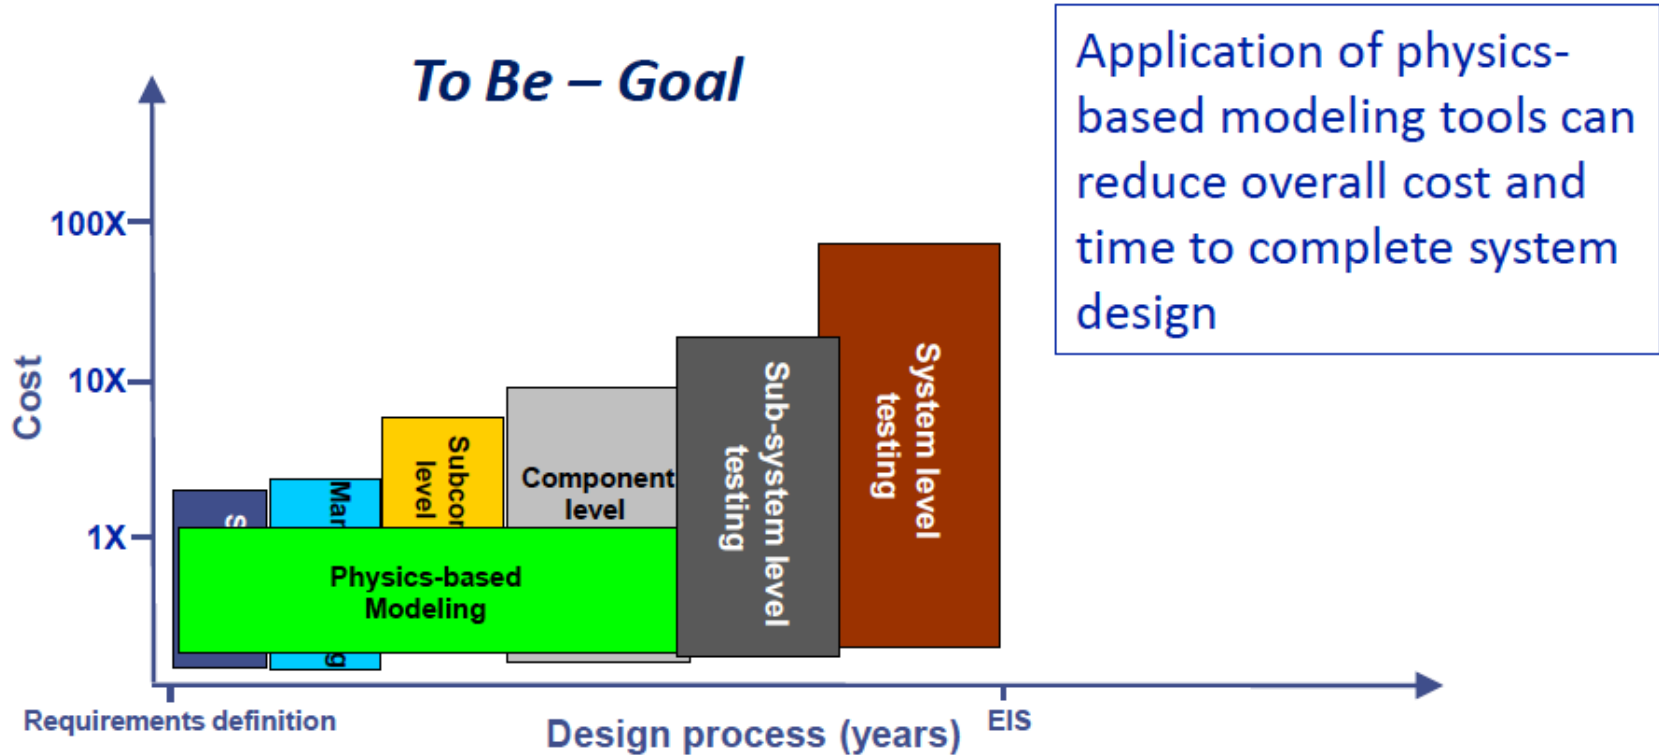 To Be – Goal
Application of physics-
based modeling tools can
reduce overall cost and
time to complete system
design
Cost
100X
10X
1X
Subcor
level
Component
level
Sub-system level
testing
System level
testing
Physics-based
Modeling
Requirements definition
Design process (years)
EIS